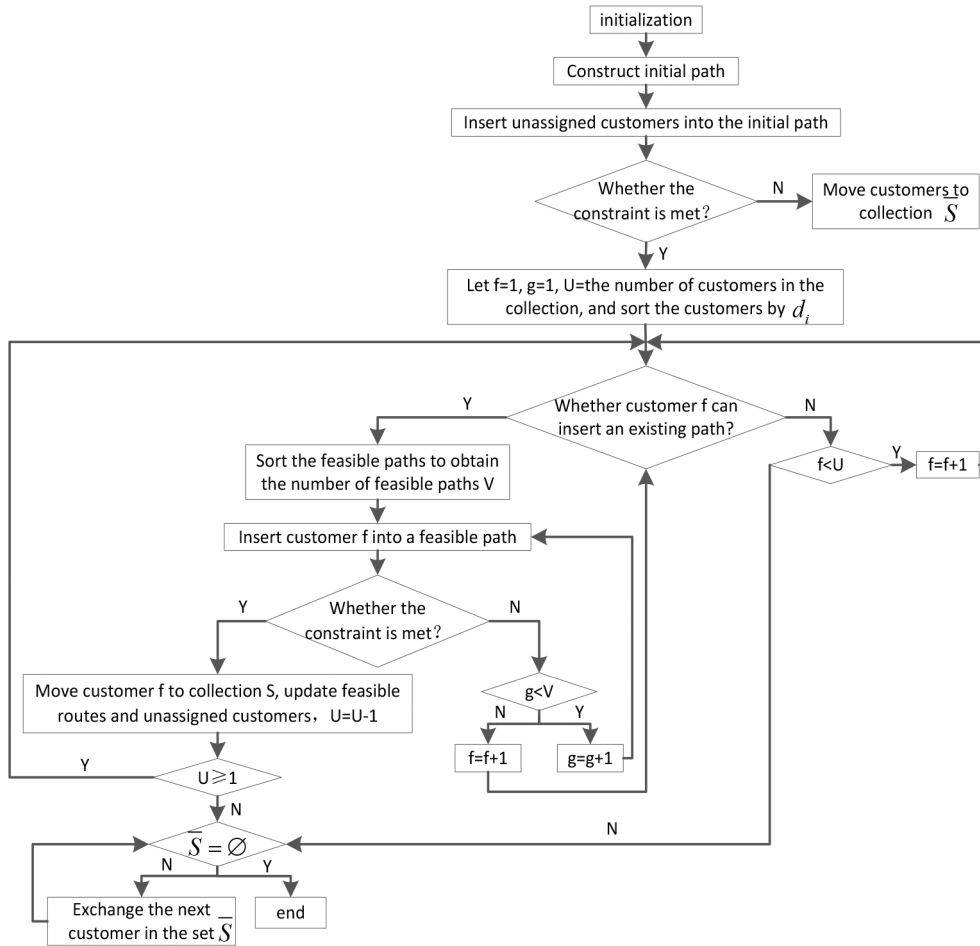 initialization
Construct initial path
Insert unassigned customers into the initial path
Whether the
constraint is met?
N
Move customers to
collection S̅
Y
Let f=1, g=1, U=the number of customers in the
collection, and sort the customers by dᵢ
Whether customer f can
insert an existing path?
Y
N
Sort the feasible paths to obtain
the number of feasible paths V
f<U
Y
f=f+1
Insert customer f into a feasible path
Whether the
constraint is met?
Y
N
Move customer f to collection S, update feasible
routes and unassigned customers，U=U-1
g<V
N
Y
f=f+1
g=g+1
U≥1
Y
N
S̅ = ∅
N
N
Y
Exchange the next
customer in the set S̅
end